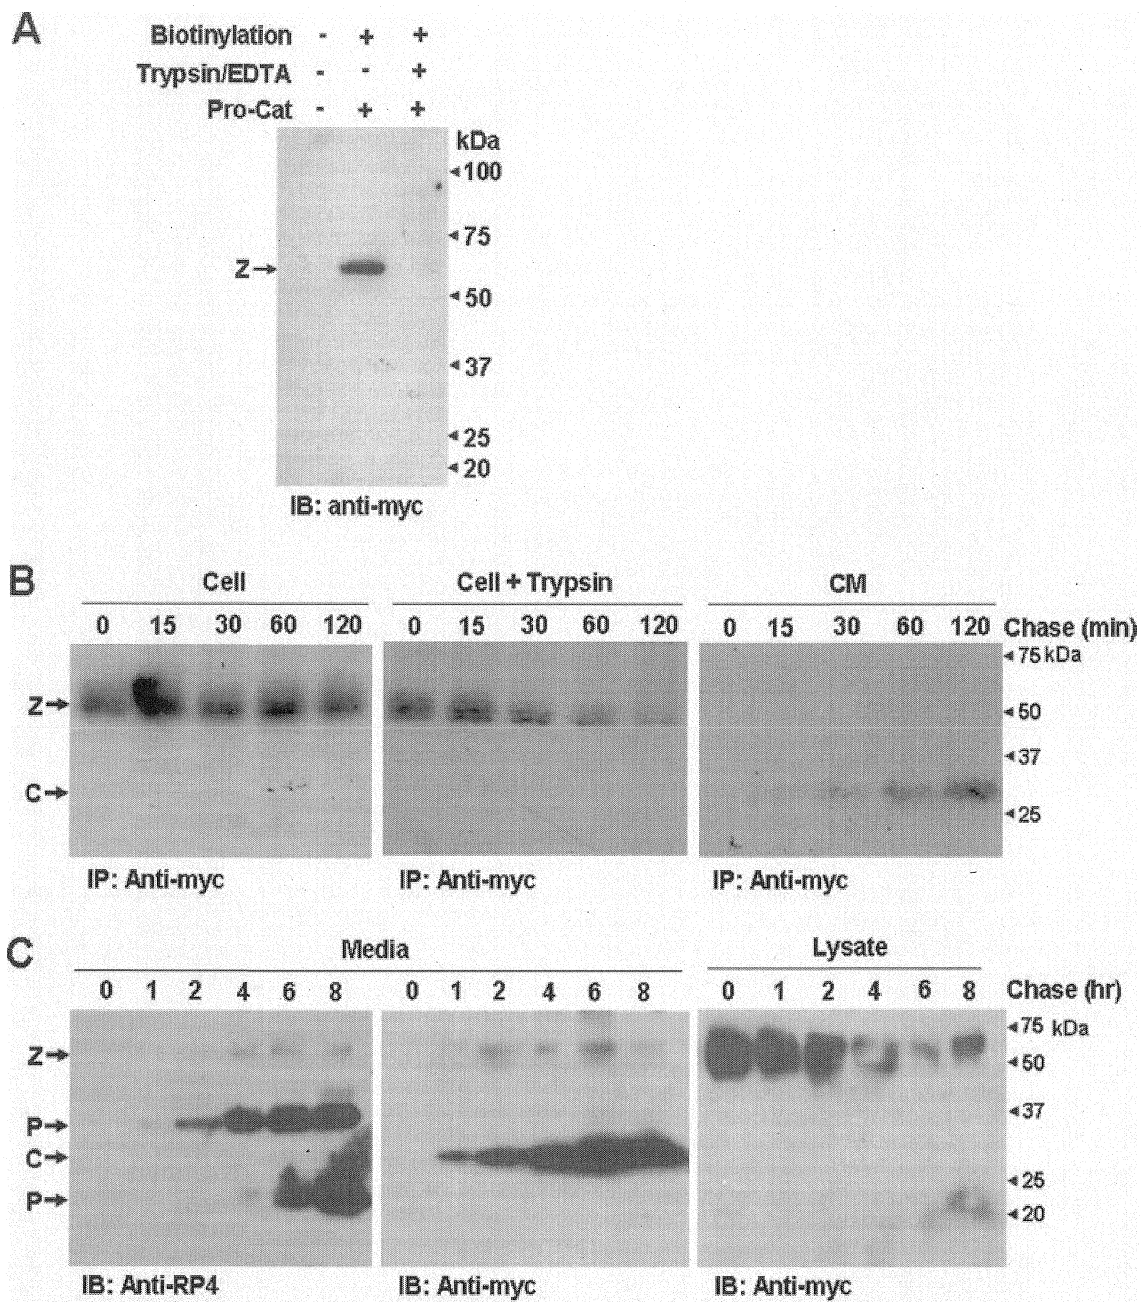 A
Biotinylation - + +
Trypsin/EDTA - - +
Pro-Cat - + +
kDa
100
75
Z
50
37
25
20
IB: anti-myc
B
Cell Cell + Trypsin CM
0 15 30 60 120 0 15 30 60 120 0 15 30 60 120 Chase (min)
75 kDa
Z
50
37
C
25
IP: Anti-myc IP: Anti-myc IP: Anti-myc
C
Media Lysate
0 1 2 4 6 8 0 1 2 4 6 8 0 1 2 4 6 8 Chase (hr)
75 kDa
Z
50
37
P
C
25
P
20
IB: Anti-RP4 IB: Anti-myc IB: Anti-myc